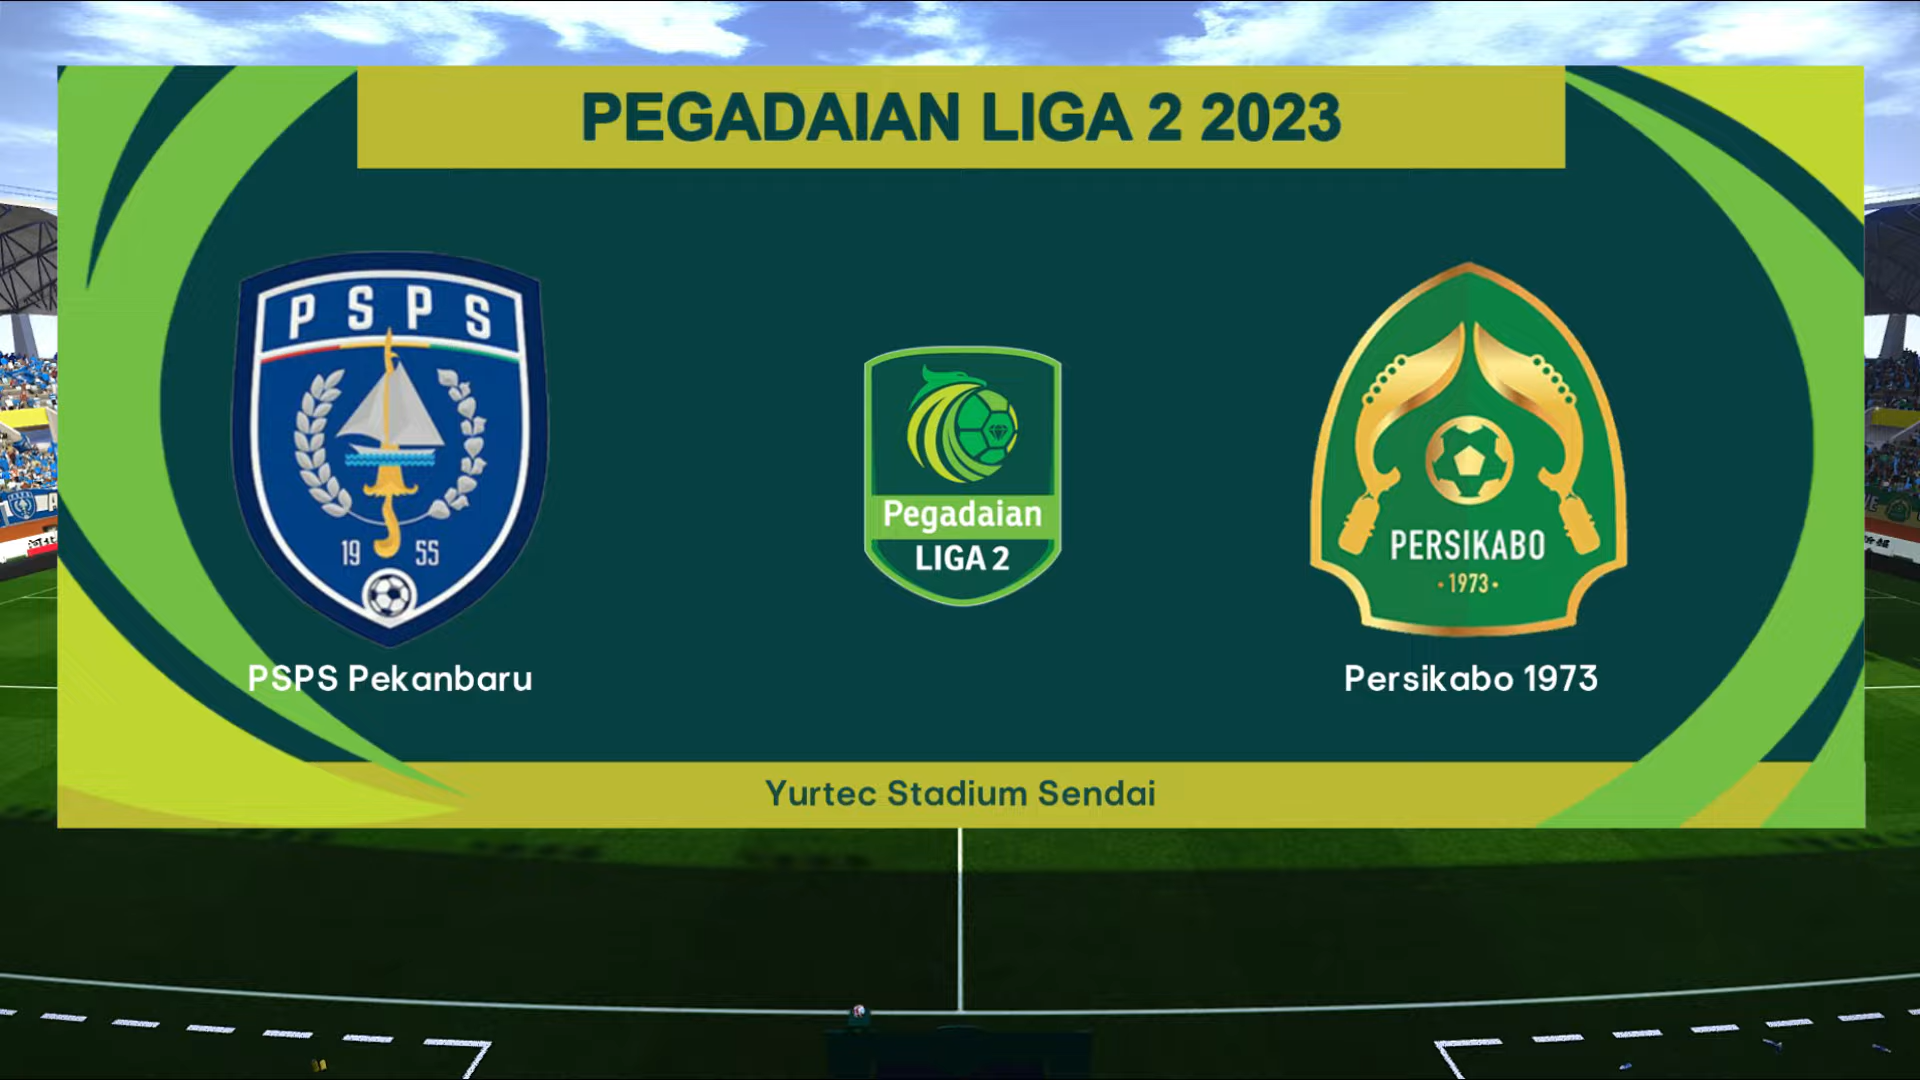 PEGADAIAN LIGA 2 2023
PSPS
19 55
Pegadaian
LIGA 2
PERSIKABO
·1973·
PSPS Pekanbaru
Persikabo 1973
Yurtec Stadium Sendai